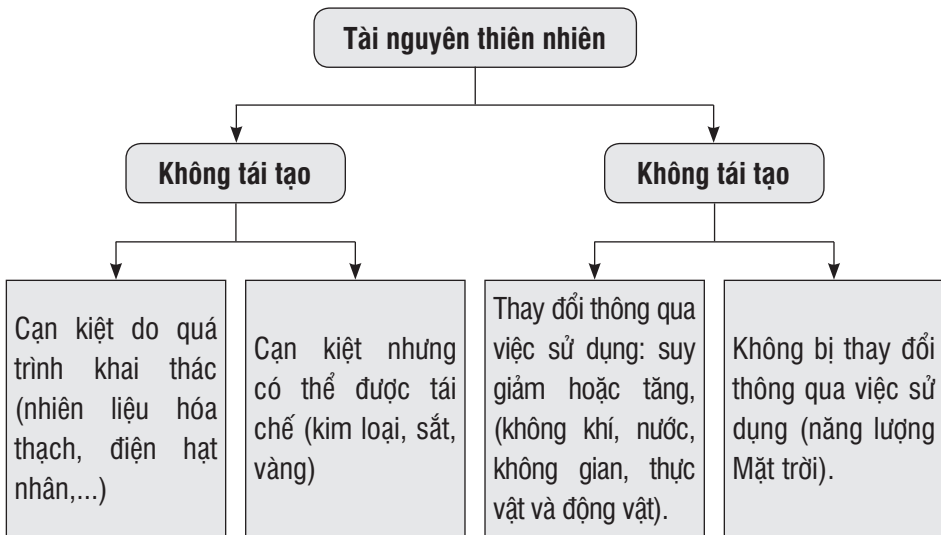 Tài nguyên thiên nhiên
Không tái tạo
Không tái tạo
Cạn kiệt do quá
trình khai thác
(nhiên liệu hóa
thạch, điện hạt
nhân,...)
Cạn kiệt nhưng
có thể được tái
chế (kim loại, sắt,
vàng)
Thay đổi thông qua
việc sử dụng: suy
giảm hoặc tăng,
(không khí, nước,
không gian, thực
vật và động vật).
Không bị thay đổi
thông qua việc sử
dụng (năng lượng
Mặt trời).